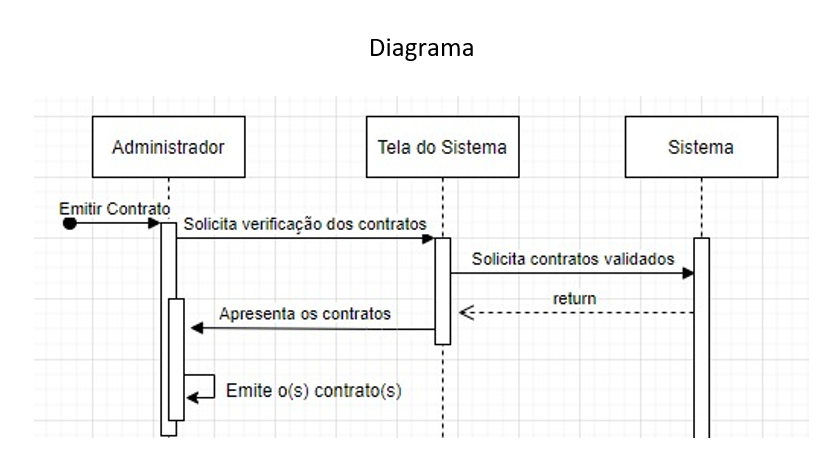 Diagrama
Administrador
Tela do Sistema
Sistema
Emitir Contrato
Solicita verificação dos contratos
Solicita contratos validados
return
Apresenta os contratos
Emite o(s) contrato(s)